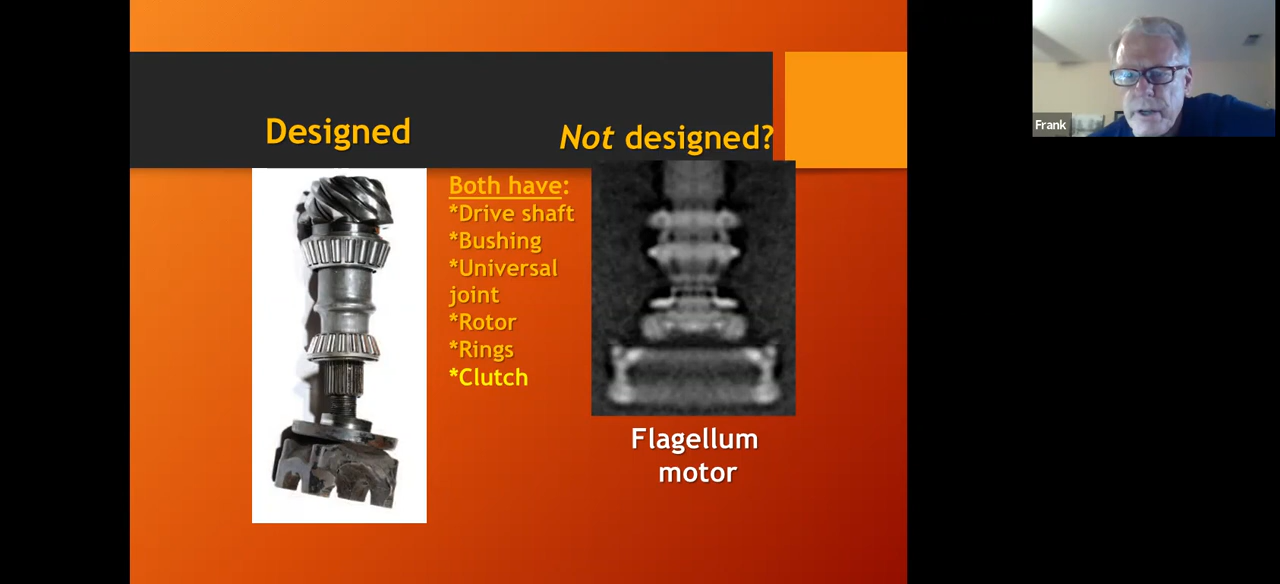 Designed
Not designed?
Both have:
*Drive shaft
*Bushing
*Universal
joint
*Rotor
*Rings
*Clutch
Flagellum
motor
Frank